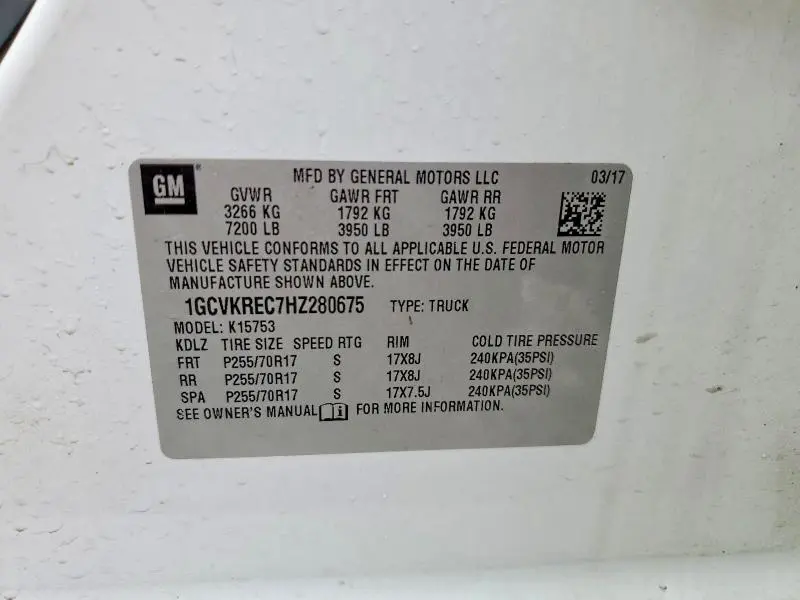 GM® MFD BY GENERAL MOTORS LLC 03/17
GVWR GAWR FRT GAWR RR
3266 KG 1792 KG 1792 KG
7200 LB 3950 LB 3950 LB
THIS VEHICLE CONFORMS TO ALL APPLICABLE U.S. FEDERAL MOTOR
VEHICLE SAFETY STANDARDS IN EFFECT ON THE DATE OF
MANUFACTURE SHOWN ABOVE.
1GCVKREC7HZ280675 TYPE: TRUCK
MODEL: K15753
KDLZ TIRE SIZE SPEED RTG RIM COLD TIRE PRESSURE
FRT P255/70R17 S 17X8J 240KPA(35PSI)
RR P255/70R17 S 17X8J 240KPA(35PSI)
SPA P255/70R17 S 17X7.5J 240KPA(35PSI)
SEE OWNER'S MANUAL i FOR MORE INFORMATION.